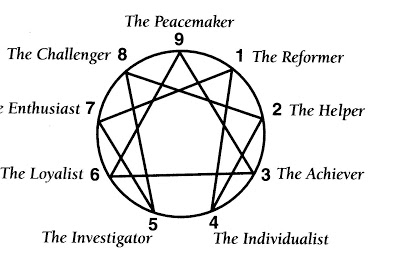 The Peacemaker
9
The Challenger 8
1 The Reformer
e Enthusiast 7
2 The Helper
The Loyalist 6
3 The Achiever
5
4
The Investigator
The Individualist